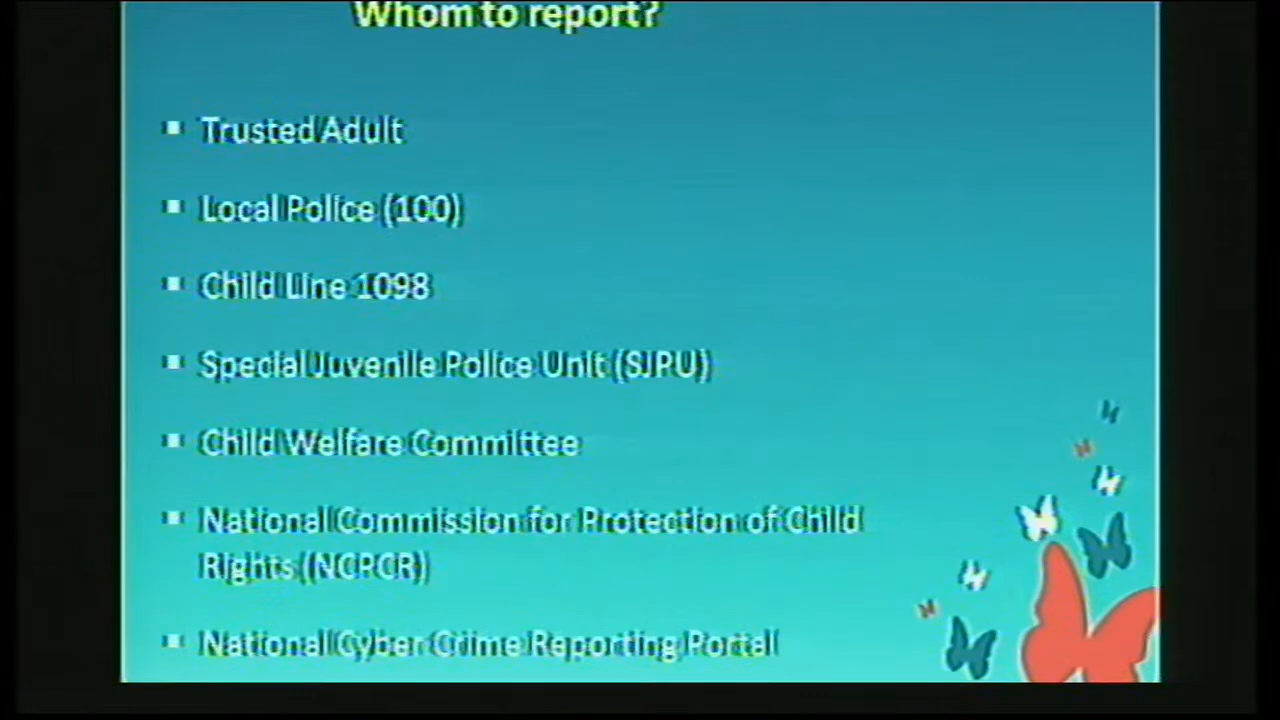 Whom to report?
Trusted Adult
Local Police (100)
Child Line 1098
Special Juvenile Police Unit (SJPU)
Child Welfare Committee
National Commission for Protection of Child
Rights (NCPCR)
National Cyber Crime Reporting Portal